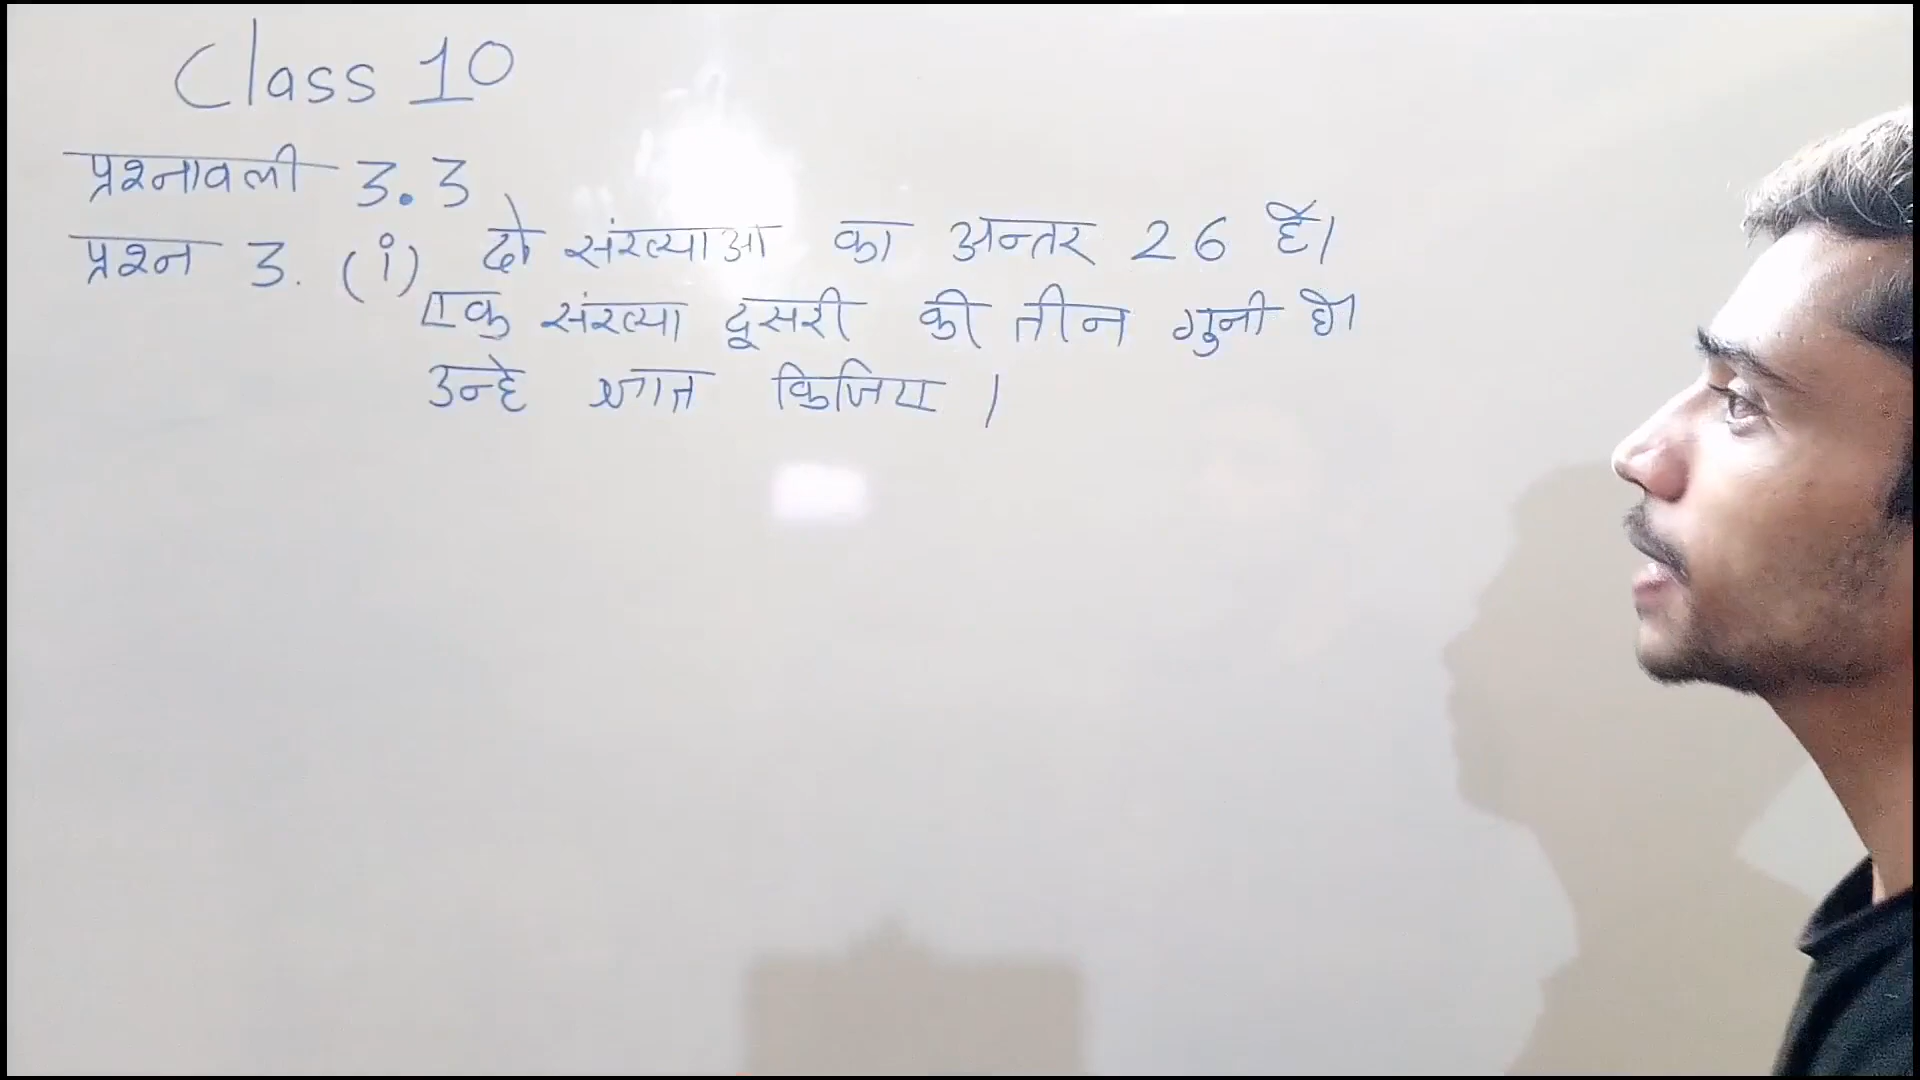 Class 10
प्रश्नावली 3.3
प्रश्न 3. (i) दो संख्याओ का अन्तर 26 है।
एक संख्या दूसरी की तीन गुनी है।
उन्हे ज्ञात किजिए ।